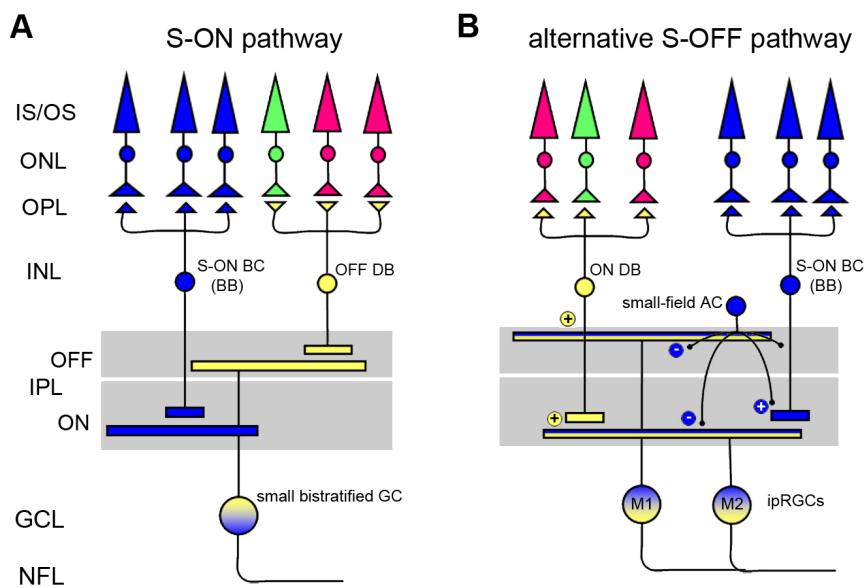 A
S-ON pathway
IS/OS
ONL
OPL
INL
S-ON BC
(BB)
OFF DB
OFF
IPL
ON
small bistratified GC
GCL
NFL
B
alternative S-OFF pathway
ON DB
S-ON BC
(BB)
small-field AC
+
-
+
-
+
M1
M2
ipRGCs